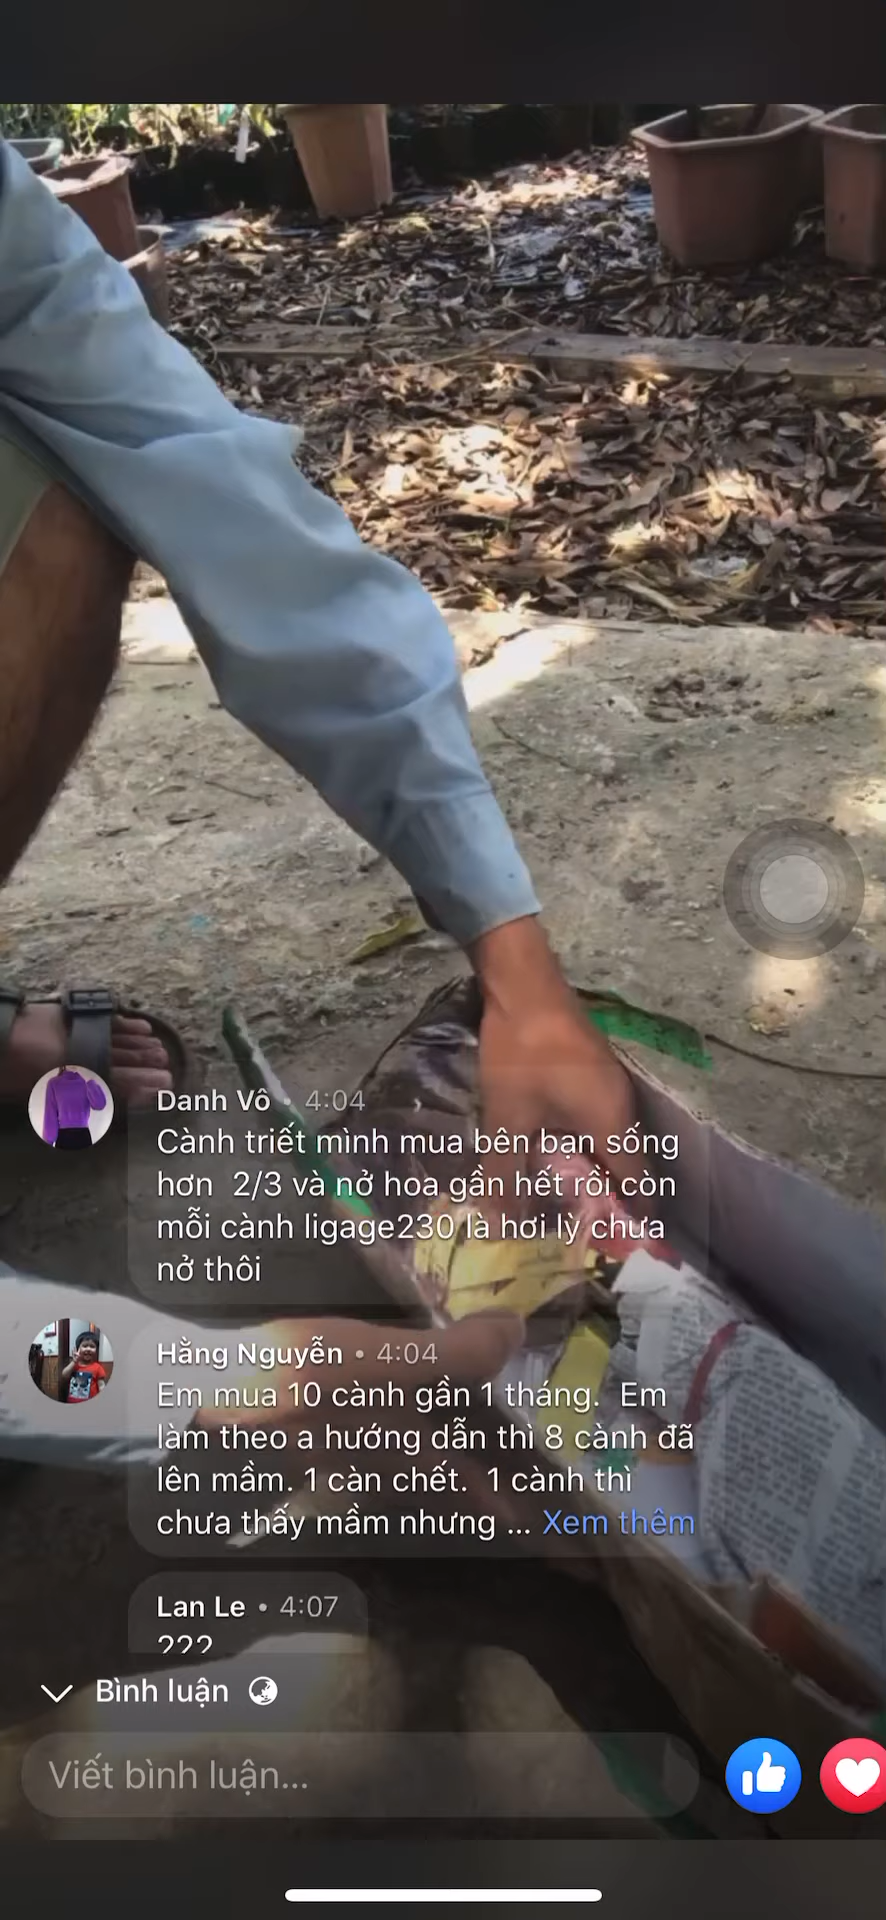 Danh Vô • 4:04
Cành triết mình mua bên bạn sống
hơn 2/3 và nở hoa gần hết rồi còn
mỗi cành ligage230 là hơi lỳ chưa
nở thôi
Hằng Nguyễn • 4:04
Em mua 10 cành gần 1 tháng. Em
làm theo a hướng dẫn thì 8 cành đã
lên mầm. 1 càn chết. 1 cành thì
chưa thấy mầm nhưng ... Xem thêm
Lan Le • 4:07
???
Bình luận
Viết bình luận...